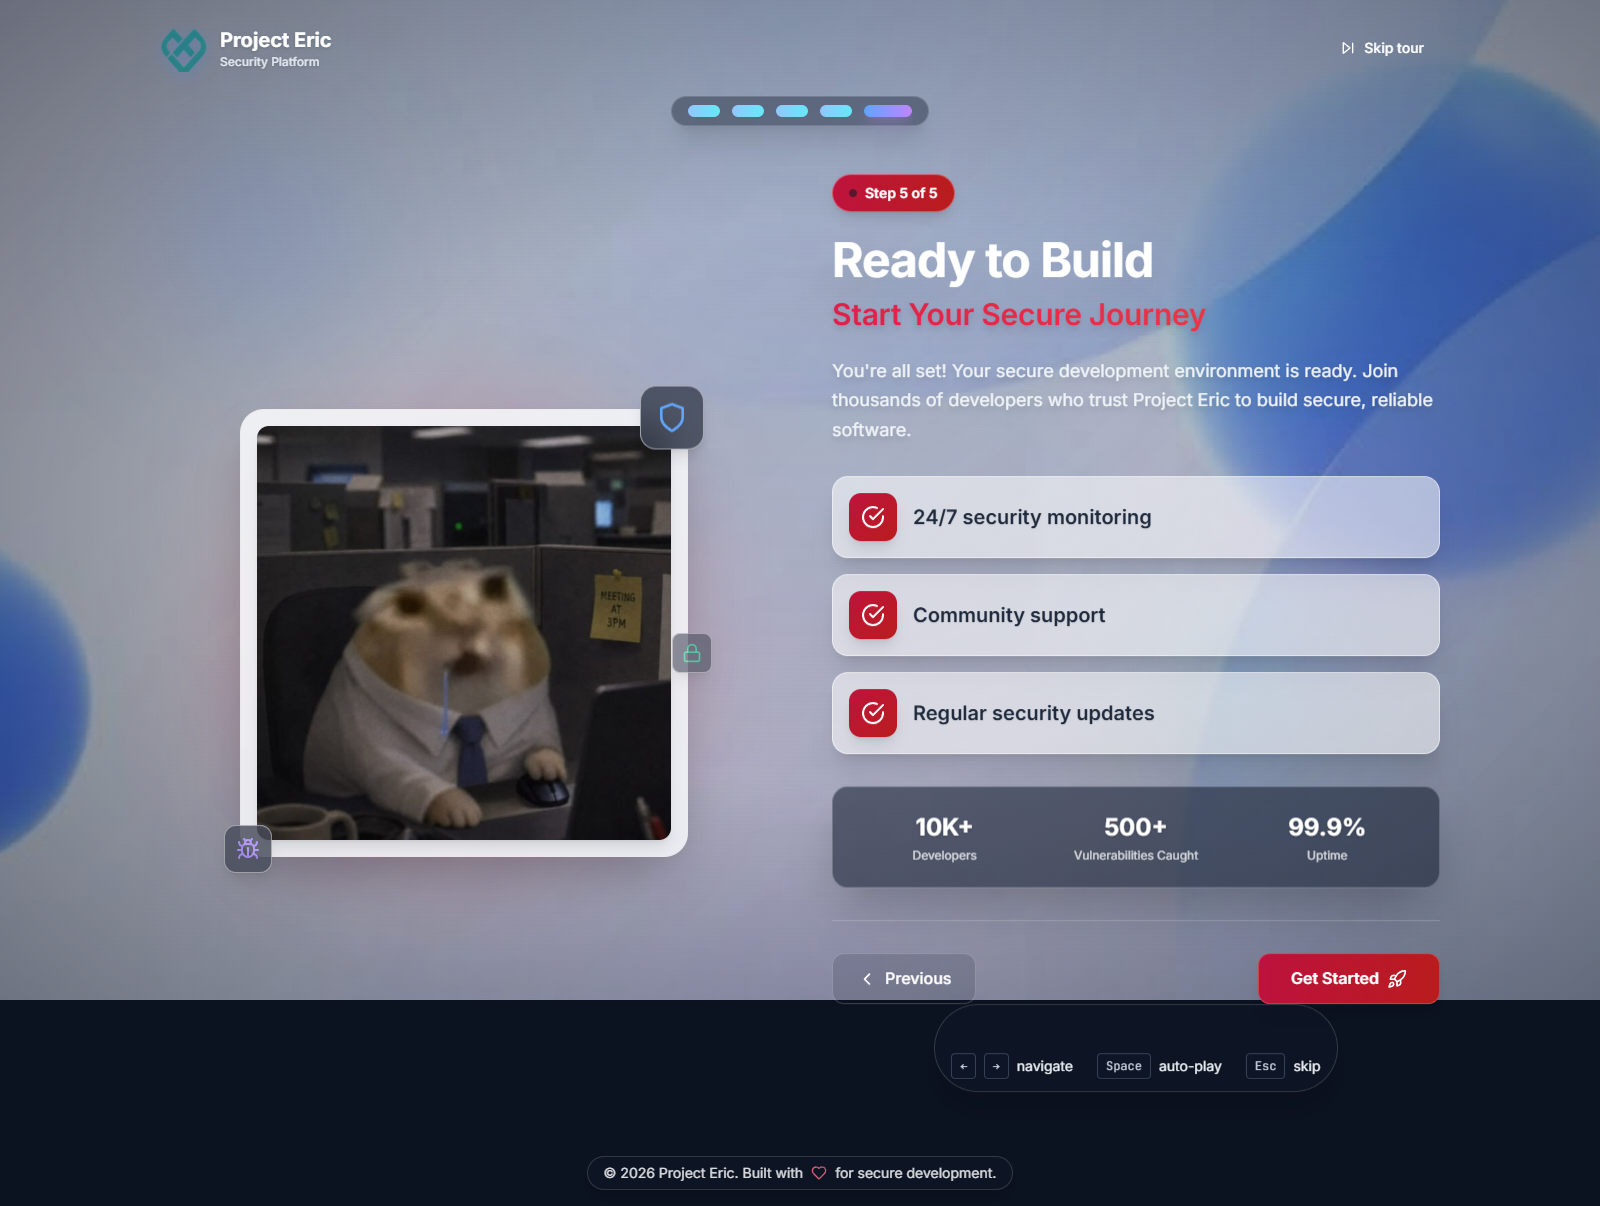 Project Eric
Security Platform
Skip tour
Step 5 of 5
Ready to Build
Start Your Secure Journey
You're all set! Your secure development environment is ready. Join
thousands of developers who trust Project Eric to build secure, reliable
software.
MEETING
AT
3PM
24/7 security monitoring
Community support
Regular security updates
10K+
Developers
500+
Vulnerabilities Caught
99.9%
Uptime
Previous
Get Started
← → navigate Space auto-play Esc skip
© 2026 Project Eric. Built with ♡ for secure development.